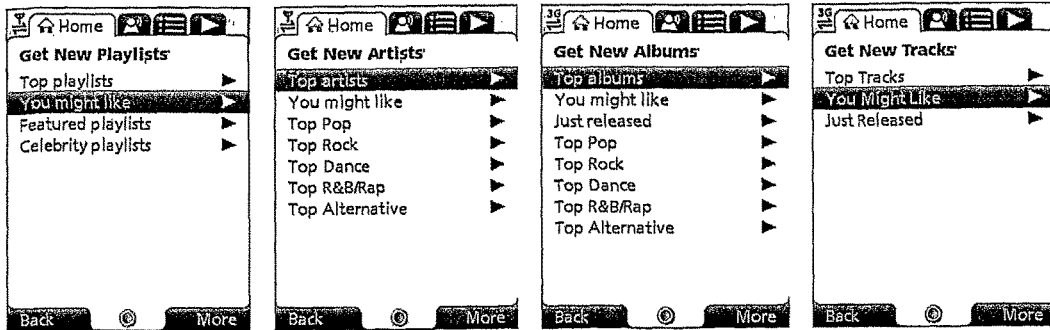 Home
Get New Playlists
Top playlists
You might like
Featured playlists
Celebrity playlists
Back
More
Home
Get New Artists
Top artists
You might like
Top Pop
Top Rock
Top Dance
Top R&B/Rap
Top Alternative
Back
More
3G
Home
Get New Albums
Top albums
You might like
Just released
Top Pop
Top Rock
Top Dance
Top R&B/Rap
Top Alternative
Back
More
3G
Home
Get New Tracks
Top Tracks
You Might Like
Just Released
Back
More